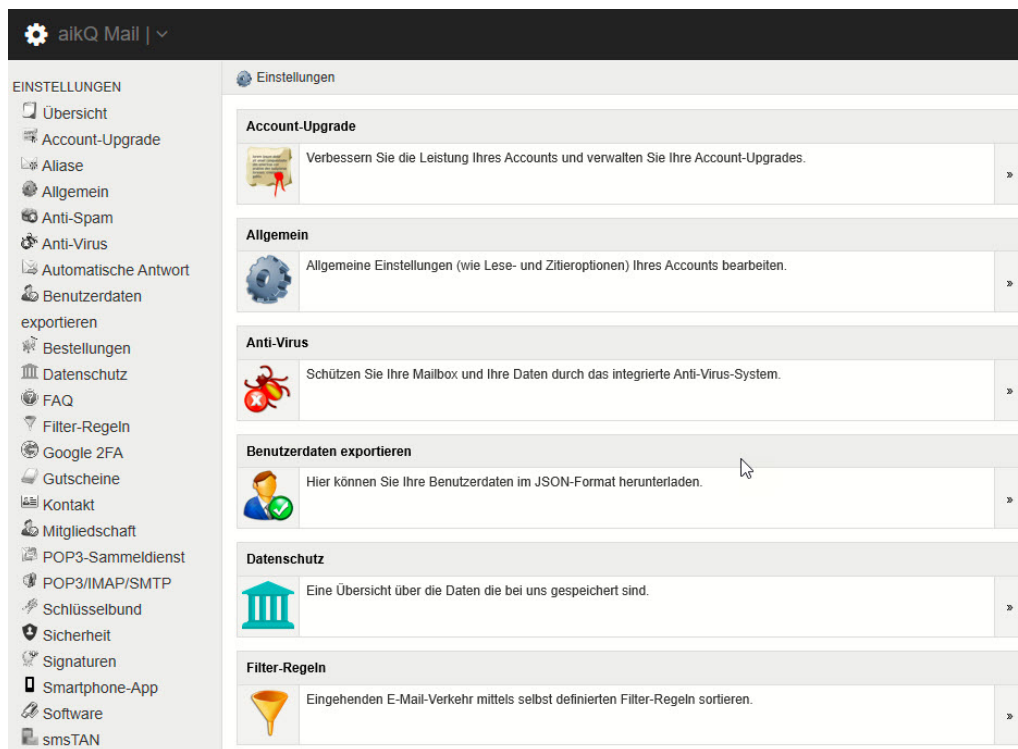 aikQ Mail |
EINSTELLUNGEN
Übersicht
Account-Upgrade
Aliase
Allgemein
Anti-Spam
Anti-Virus
Automatische Antwort
Benutzerdaten
exportieren
Bestellungen
Datenschutz
FAQ
Filter-Regeln
Google 2FA
Gutscheine
Kontakt
Mitgliedschaft
POP3-Sammeldienst
POP3/IMAP/SMTP
Schlüsselbund
Sicherheit
Signaturen
Smartphone-App
Software
smsTAN
Einstellungen
Account-Upgrade
Verbessern Sie die Leistung Ihres Accounts und verwalten Sie Ihre Account-Upgrades.
»
Allgemein
Allgemeine Einstellungen (wie Lese- und Zitieroptionen) Ihres Accounts bearbeiten.
»
Anti-Virus
Schützen Sie Ihre Mailbox und Ihre Daten durch das integrierte Anti-Virus-System.
»
Benutzerdaten exportieren
Hier können Sie Ihre Benutzerdaten im JSON-Format herunterladen.
»
Datenschutz
Eine Übersicht über die Daten die bei uns gespeichert sind.
»
Filter-Regeln
Eingehenden E-Mail-Verkehr mittels selbst definierten Filter-Regeln sortieren.
»